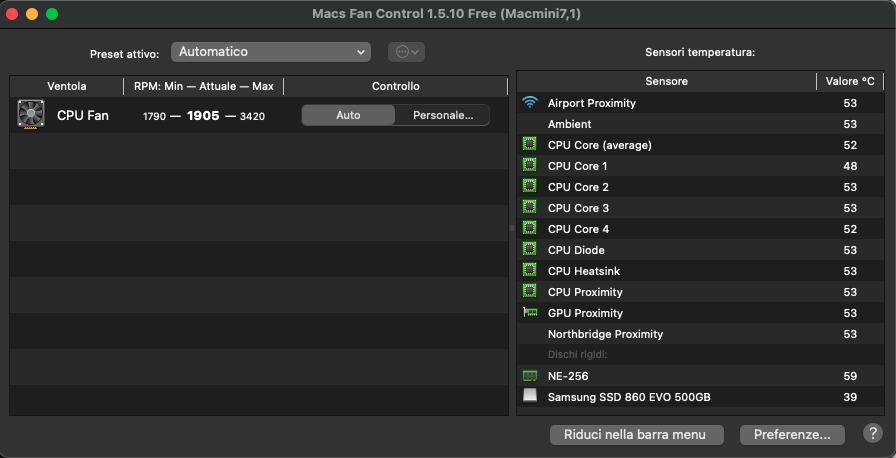 Macs Fan Control 1.5.10 Free (Macmini7,1)
Preset attivo: Automatico
Sensori temperatura:
Ventola RPM: Min — Attuale — Max Controllo
CPU Fan 1790 — 1905 — 3420 Auto Personale...
Sensore Valore °C
Airport Proximity 53
Ambient 53
CPU Core (average) 52
CPU Core 1 48
CPU Core 2 53
CPU Core 3 53
CPU Core 4 52
CPU Diode 53
CPU Heatsink 53
CPU Proximity 53
GPU Proximity 53
Northbridge Proximity 53
Dischi rigidi:
NE-256 59
Samsung SSD 860 EVO 500GB 39
Riduci nella barra menu Preferenze... ?